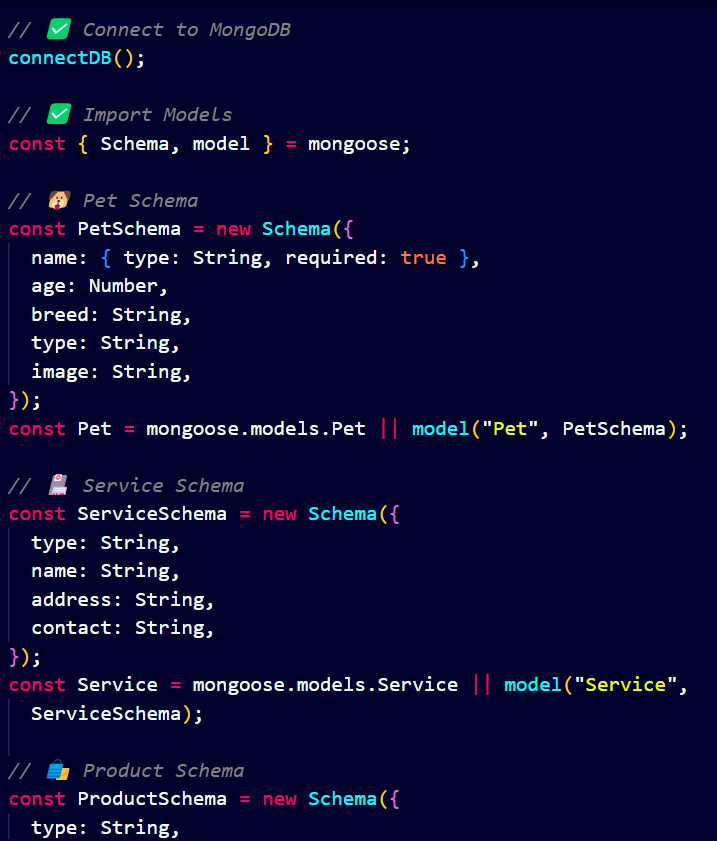 // ✅ Connect to MongoDB
connectDB();
// ✅ Import Models
const { Schema, model } = mongoose;
// 🐶 Pet Schema
const PetSchema = new Schema({
name: { type: String, required: true },
age: Number,
breed: String,
type: String,
image: String,
});
const Pet = mongoose.models.Pet || model("Pet", PetSchema);
// 🏥 Service Schema
const ServiceSchema = new Schema({
type: String,
name: String,
address: String,
contact: String,
});
const Service = mongoose.models.Service || model("Service",
ServiceSchema);
// 🛍️ Product Schema
const ProductSchema = new Schema({
type: String,